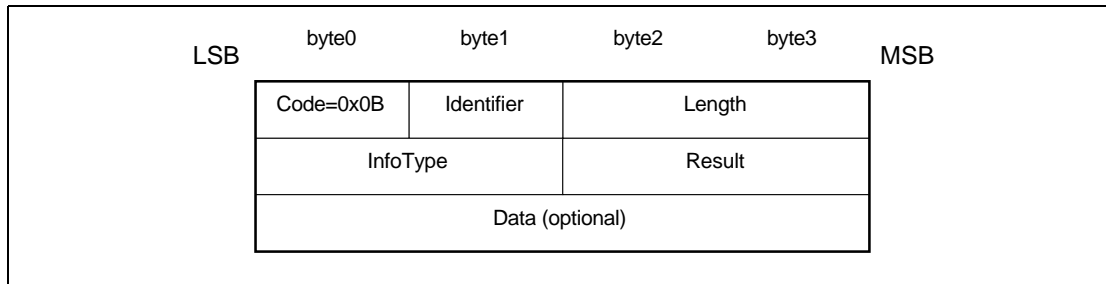 byte0 byte1 byte2 byte3
LSB MSB
Code=0x0B Identifier Length
InfoType Result
Data (optional)